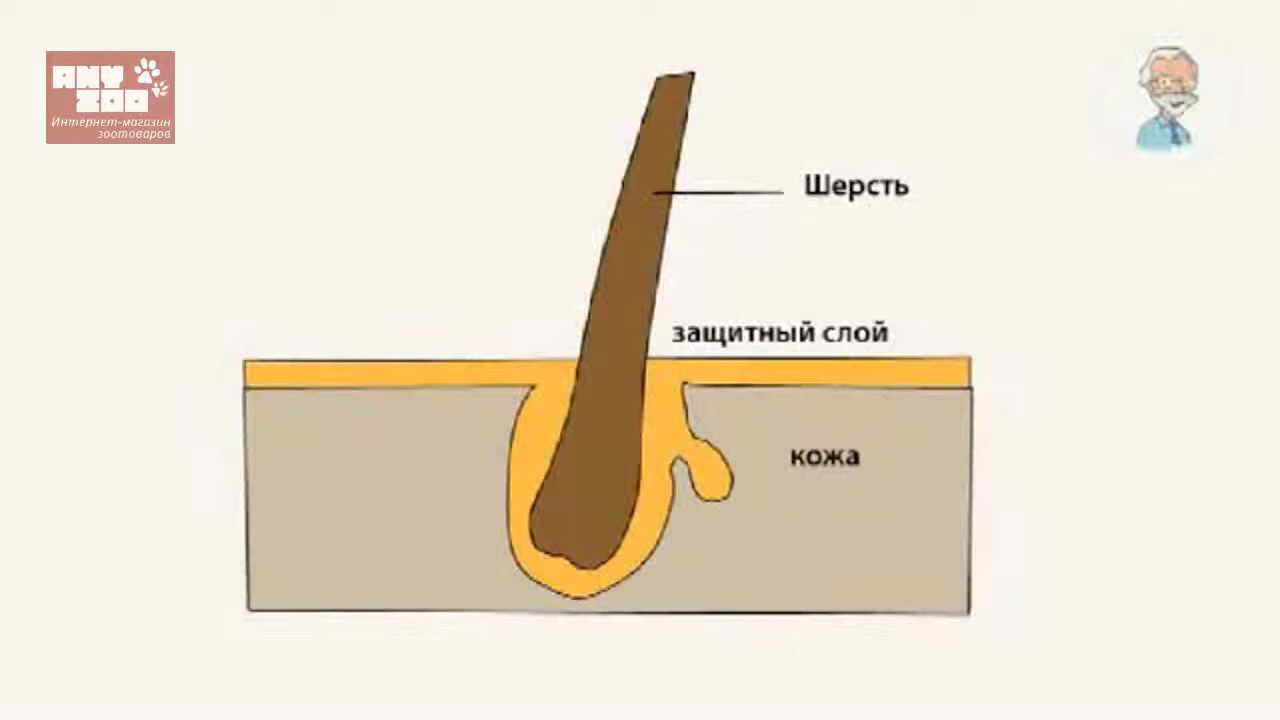 ANY
ZOO
Интернет-магазин
зоотоваров
Шерсть
защитный слой
кожа